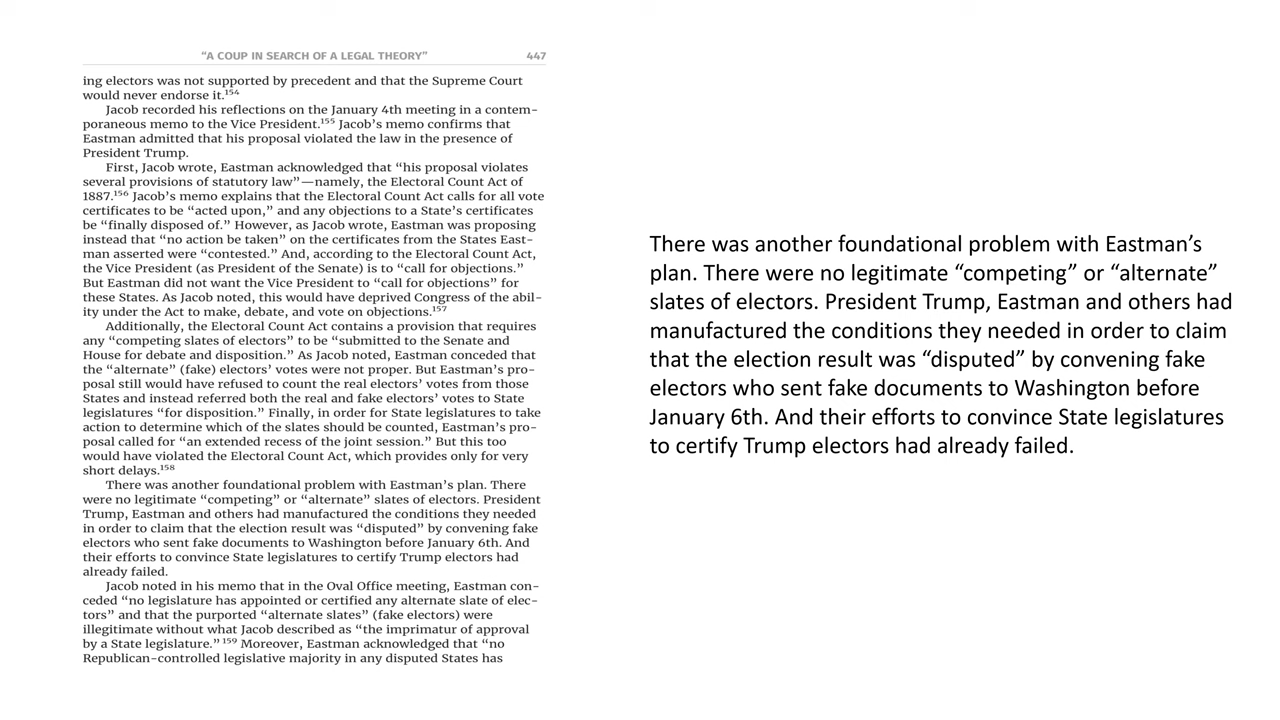 “A COUP IN SEARCH OF A LEGAL THEORY” 447
ing electors was not supported by precedent and that the Supreme Court
would never endorse it.154
Jacob recorded his reflections on the January 4th meeting in a contem-
poraneous memo to the Vice President.155 Jacob’s memo confirms that
Eastman admitted that his proposal violated the law in the presence of
President Trump.
First, Jacob wrote, Eastman acknowledged that “his proposal violates
several provisions of statutory law”—namely, the Electoral Count Act of
1887.156 Jacob’s memo explains that the Electoral Count Act calls for all vote
certificates to be “acted upon,” and any objections to a State’s certificates
be “finally disposed of.” However, as Jacob wrote, Eastman was proposing
instead that “no action be taken” on the certificates from the States East-
man asserted were “contested.” And, according to the Electoral Count Act,
the Vice President (as President of the Senate) is to “call for objections.”
But Eastman did not want the Vice President to “call for objections” for
these States. As Jacob noted, this would have deprived Congress of the abil-
ity under the Act to make, debate, and vote on objections.157
Additionally, the Electoral Count Act contains a provision that requires
any “competing slates of electors” to be “submitted to the Senate and
House for debate and disposition.” As Jacob noted, Eastman conceded that
the “alternate” (fake) electors’ votes were not proper. But Eastman’s pro-
posal still would have refused to count the real electors’ votes from those
States and instead referred both the real and fake electors’ votes to State
legislatures “for disposition.” Finally, in order for State legislatures to take
action to determine which of the slates should be counted, Eastman’s pro-
posal called for “an extended recess of the joint session.” But this too
would have violated the Electoral Count Act, which provides only for very
short delays.158
There was another foundational problem with Eastman’s plan. There
were no legitimate “competing” or “alternate” slates of electors. President
Trump, Eastman and others had manufactured the conditions they needed
in order to claim that the election result was “disputed” by convening fake
electors who sent fake documents to Washington before January 6th. And
their efforts to convince State legislatures to certify Trump electors had
already failed.
Jacob noted in his memo that in the Oval Office meeting, Eastman con-
ceded “no legislature has appointed or certified any alternate slate of elec-
tors” and that the purported “alternate slates” (fake electors) were
illegitimate without what Jacob described as “the imprimatur of approval
by a State legislature.” 159 Moreover, Eastman acknowledged that “no
Republican-controlled legislative majority in any disputed States has
There was another foundational problem with Eastman’s
plan. There were no legitimate “competing” or “alternate”
slates of electors. President Trump, Eastman and others had
manufactured the conditions they needed in order to claim
that the election result was “disputed” by convening fake
electors who sent fake documents to Washington before
January 6th. And their efforts to convince State legislatures
to certify Trump electors had already failed.